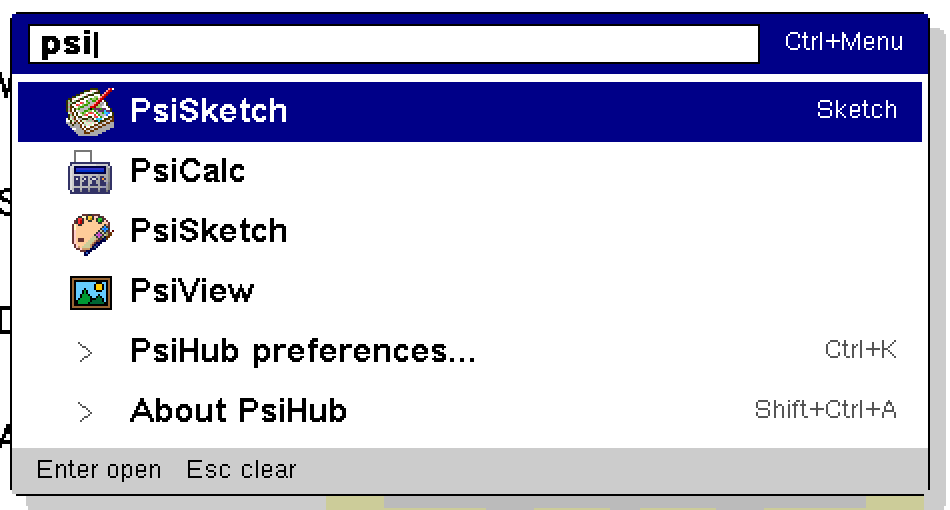 psi Ctrl+Menu
PsiSketch Sketch
PsiCalc
PsiSketch
PsiView
PsiHub preferences...  Ctrl+K
About PsiHub Shift+Ctrl+A
Enter open Esc clear